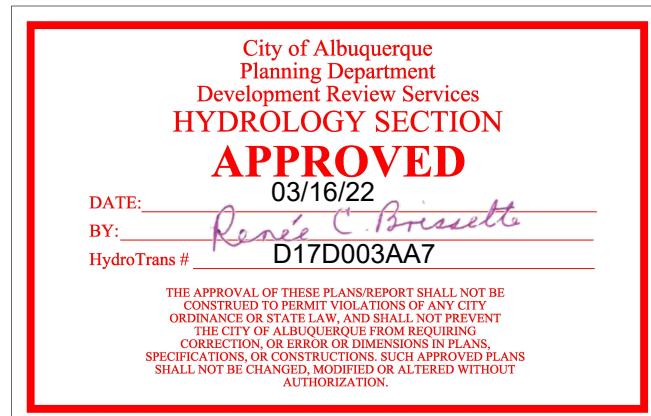 City of Albuquerque
Planning Department
Development Review Services
HYDROLOGY SECTION
APPROVED
DATE: 03/16/22
BY: Renée C. Brissette
HydroTrans # D17D003AA7
THE APPROVAL OF THESE PLANS/REPORT SHALL NOT BE
CONSTRUED TO PERMIT VIOLATIONS OF ANY CITY
ORDINANCE OR STATE LAW, AND SHALL NOT PREVENT
THE CITY OF ALBUQUERQUE FROM REQUIRING
CORRECTION, OR ERROR OR DIMENSIONS IN PLANS,
SPECIFICATIONS, OR CONSTRUCTIONS. SUCH APPROVED PLANS
SHALL NOT BE CHANGED, MODIFIED OR ALTERED WITHOUT
AUTHORIZATION.